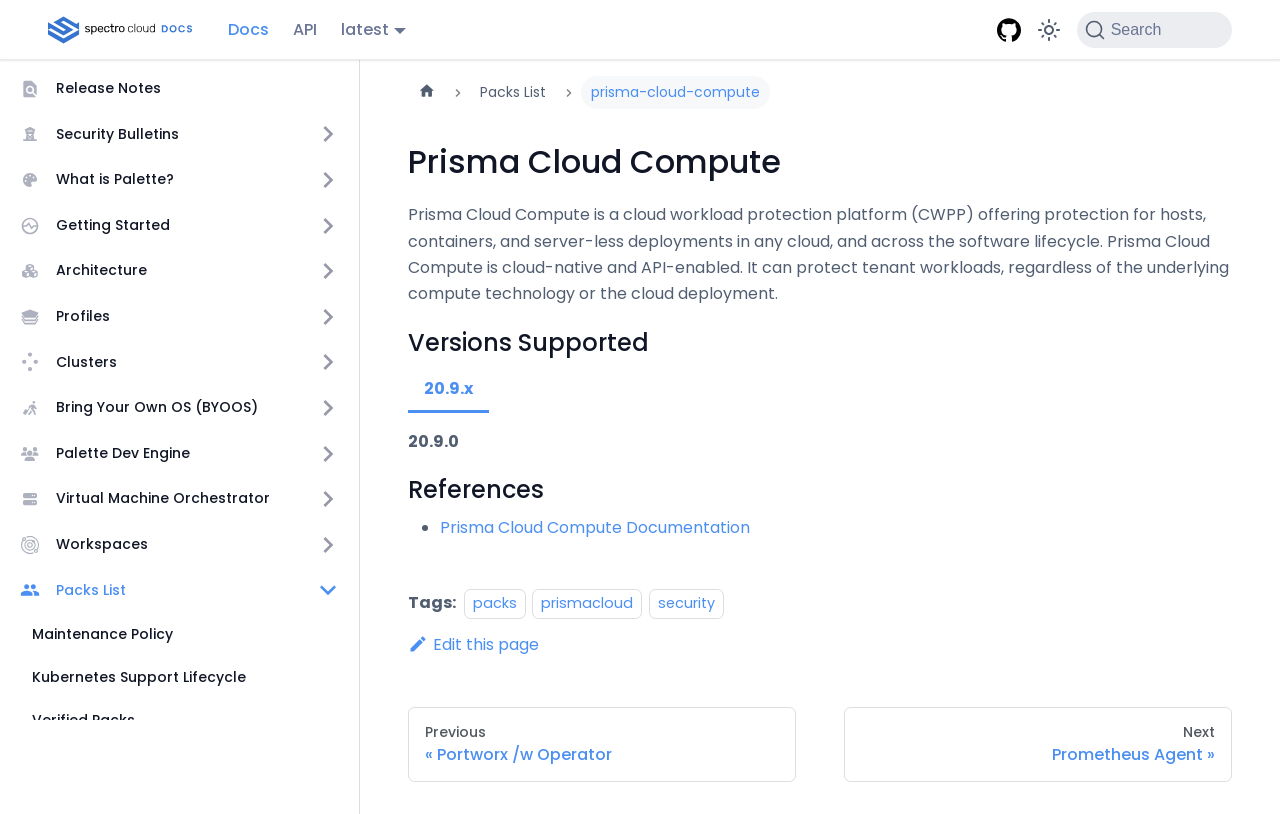 spectro cloud DOCS
Docs
API
latest
Search
Release Notes
Security Bulletins
What is Palette?
Getting Started
Architecture
Profiles
Clusters
Bring Your Own OS (BYOOS)
Palette Dev Engine
Virtual Machine Orchestrator
Workspaces
Packs List
Maintenance Policy
Kubernetes Support Lifecycle
Verified Packs
Packs List
prisma-cloud-compute
Prisma Cloud Compute
Prisma Cloud Compute is a cloud workload protection platform (CWPP) offering protection for hosts,
containers, and server-less deployments in any cloud, and across the software lifecycle. Prisma Cloud
Compute is cloud-native and API-enabled. It can protect tenant workloads, regardless of the underlying
compute technology or the cloud deployment.
Versions Supported
20.9.x
20.9.0
References
Prisma Cloud Compute Documentation
Tags: packs prismacloud security
Edit this page
Previous
« Portworx /w Operator
Next
Prometheus Agent »